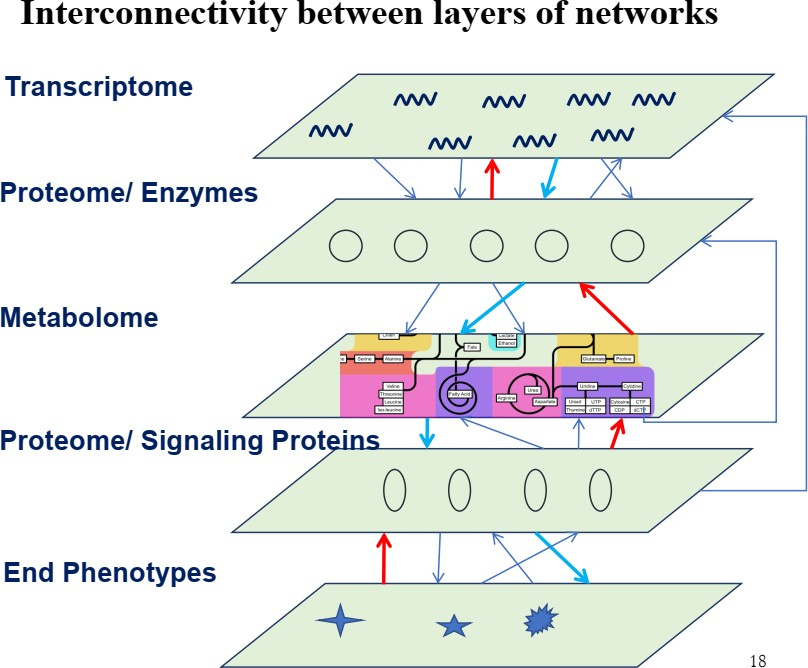 Interconnectivity between layers of networks
Transcriptome
Proteome/ Enzymes
Metabolome
Lactate
Ethanol
Fats
Serine
Alanine
Glutamate
Proline
Valine
Threonine
Leucine
Iso-leucine
Fatty Acid
Urea
Arginine
Aspartate
Uridine
Cytidine
Uracil
UTP
Cytosine
CTP
Thymine
dTTP
CDP
dCTP
Proteome/ Signaling Proteins
End Phenotypes
18